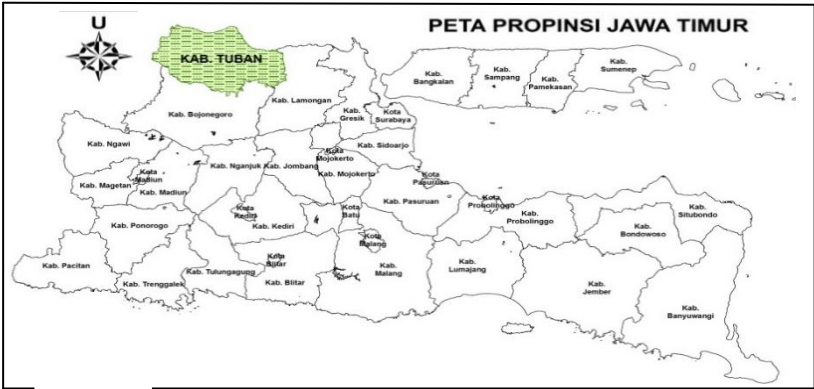 U
PETA PROPINSI JAWA TIMUR
KAB. TUBAN
Kab.
Bangkalan
Kab.
Sampang
Kab.
Pamekasan
Kab.
Sumenep
Kab. Lamongan
Kab. Bojonegoro
Kab.
Gresik
Kota
Surabaya
Kab. Ngawi
Kab. Sidoarjo
Kota
Mojokerto
Kab. Nganjuk
Kab. Jombang
Kab. Mojokerto
Kota
Madiun
Kab. Magetan
Kab. Madiun
Kota
Pasuruan
Kab. Pasuruan
Kota
Probolinggo
Kab.
Probolinggo
Kab.
Situbondo
Kab.
Bondowoso
Kab. Ponorogo
Kota
Kediri
Kab. Kediri
Kota
Batu
Kota
Malang
Kab. Pacitan
Kab. Trenggalek
Kab. Tulungagung
Kota
Blitar
Kab. Blitar
Kab.
Malang
Kab.
Lumajang
Kab.
Jember
Kab.
Banyuwangi